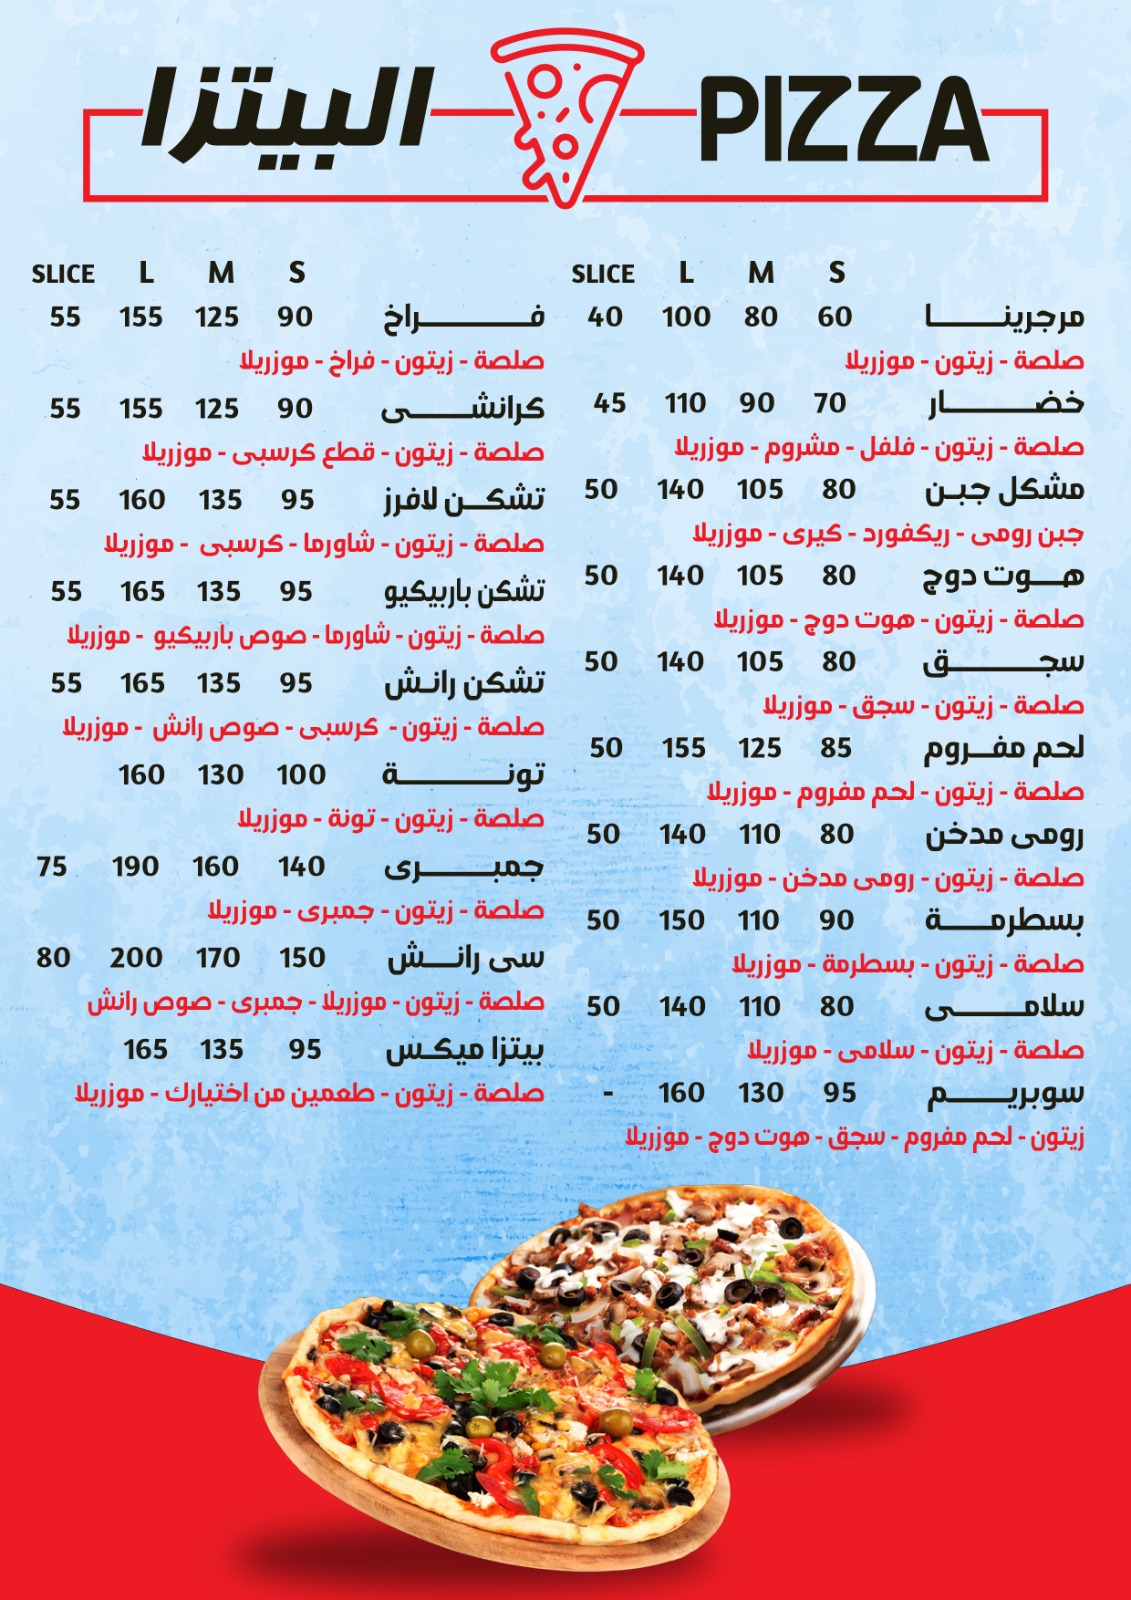 البيتزا PIZZA
SLICE L M S
مرجرينا 60 80 100 40
صلصة - زيتون - موزريلا
خضار 70 90 110 45
صلصة - زيتون - فلفل - مشروم - موزريلا
مشكل جبن 80 105 140 50
جبن رومى - ريكفورد - كيرى - موزريلا
هوت دوج 80 105 140 50
صلصة - زيتون - هوت دوج - موزريلا
سجق 80 105 140 50
صلصة - زيتون - سجق - موزريلا
لحم مفروم 85 125 155 50
صلصة - زيتون - لحم مفروم - موزريلا
رومى مدخن 80 110 140 50
صلصة - زيتون - رومى مدخن - موزريلا
بسطرمة 90 110 150 50
صلصة - زيتون - بسطرمة - موزريلا
سلامى 80 110 140 50
صلصة - زيتون - سلامى - موزريلا
سوبريم 95 130 160 -
زيتون - لحم مفروم - سجق - هوت دوج - موزريلا
SLICE L M S
فراخ 90 125 155 55
صلصة - زيتون - فراخ - موزريلا
كرانشى 90 125 155 55
صلصة - زيتون - قطع كرسبى - موزريلا
تشكن لافرز 95 135 160 55
صلصة - زيتون - شاورما - كرسبى - موزريلا
تشكن باربيكيو 95 135 165 55
صلصة - زيتون - شاورما - صوص باربيكيو - موزريلا
تشكن رانش 95 135 165 55
صلصة - زيتون - كرسبى - صوص رانش - موزريلا
تونة 100 130 160
صلصة - زيتون - تونة - موزريلا
جمبرى 140 160 190 75
صلصة - زيتون - جمبرى - موزريلا
سى رانش 150 170 200 80
صلصة - زيتون - موزريلا - جمبرى - صوص رانش
بيتزا ميكس 95 135 165
صلصة - زيتون - طعمين من اختيارك - موزريلا